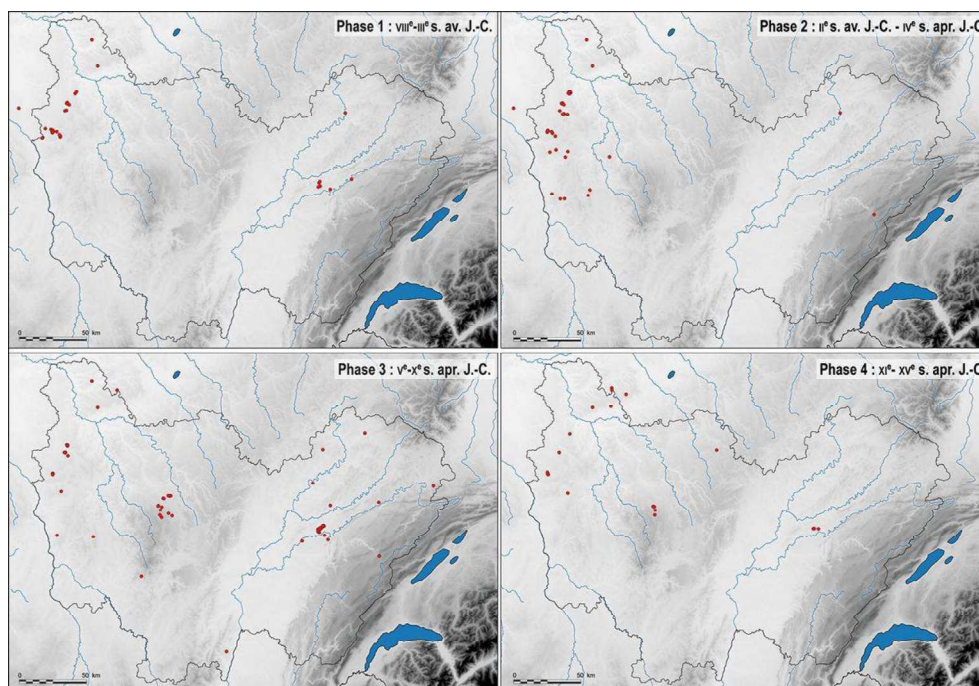 Phase 1 : VIIIᵉ-IIIᵉ s. av. J.-C.
0 50 km
Phase 2 : IIᵉ s. av. J.-C. - IVᵉ s. apr. J.-C.
0 50 km
Phase 3 : Vᵉ-Xᵉ s. apr. J.-C.
0 50 km
Phase 4 : XIᵉ- XVᵉ s. apr. J.-C.
0 50 km